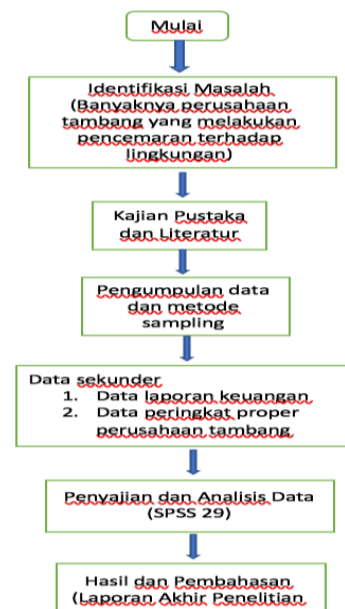 Mulai
Identifikasi Masalah
(Banyaknya perusahaan
tambang yang melakukan
pencemaran terhadap
lingkungan)
Kajian Pustaka
dan Literatur
Pengumpulan data
dan metode
sampling
Data sekunder
1. Data laporan keuangan
2. Data peringkat proper
perusahaan tambang
Penyajian dan Analisis Data
(SPSS 29)
Hasil dan Pembahasan
(Laporan Akhir Penelitian